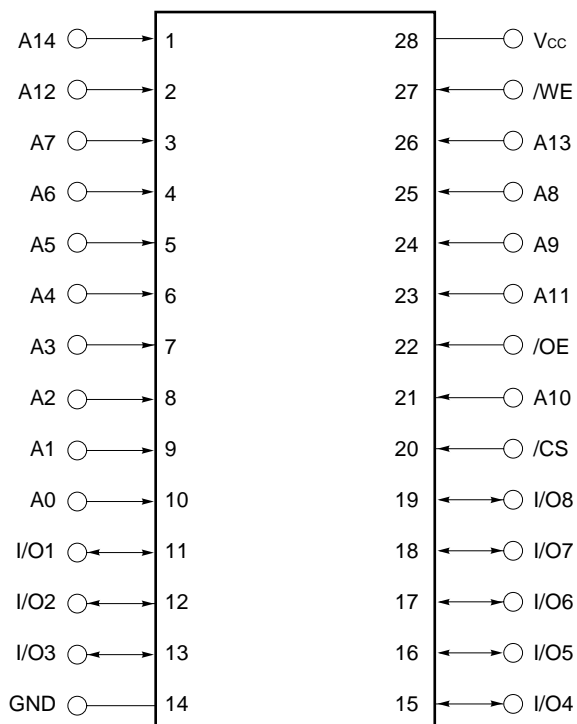 A14 1 28 Vcc
A12 2 27 /WE
A7 3 26 A13
A6 4 25 A8
A5 5 24 A9
A4 6 23 A11
A3 7 22 /OE
A2 8 21 A10
A1 9 20 /CS
A0 10 19 I/O8
I/O1 11 18 I/O7
I/O2 12 17 I/O6
I/O3 13 16 I/O5
GND 14 15 I/O4